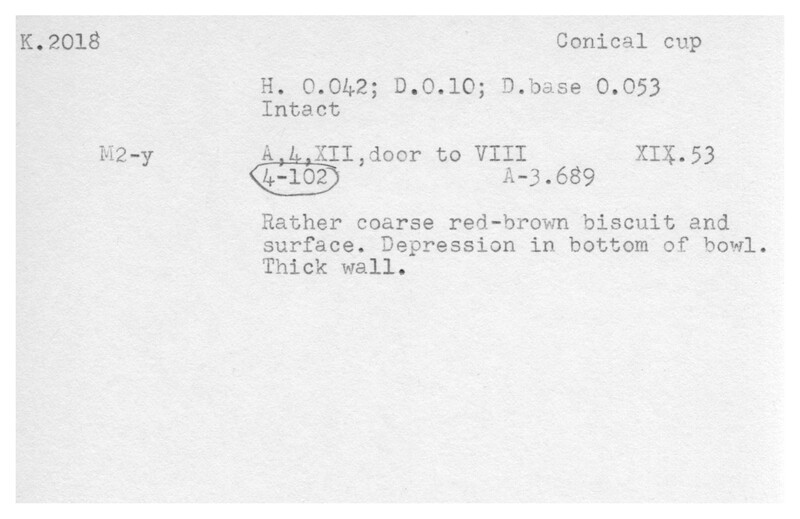 K.2018 Conical cup
H. 0.042; D.0.10; D.base 0.053
Intact
M2-y A,4,XII,door to VIII XIX.53
4-102 A-3.689
Rather coarse red-brown biscuit and
surface. Depression in bottom of bowl.
Thick wall.